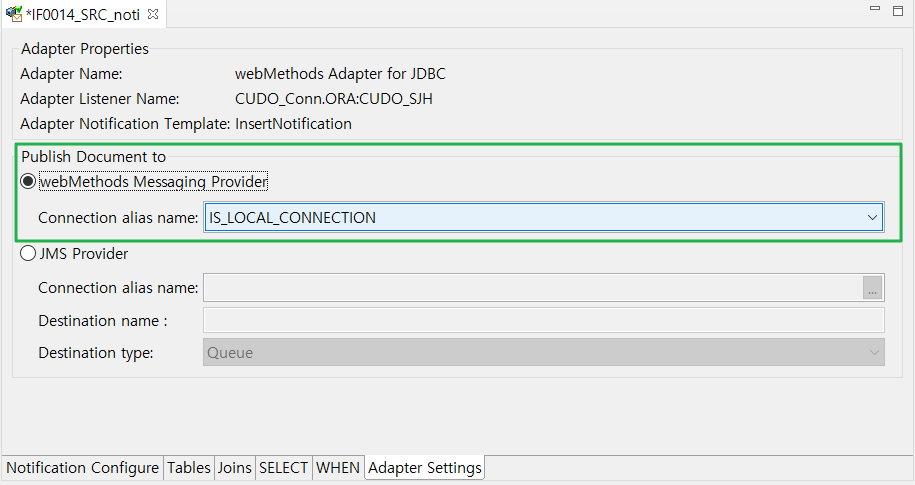 *IF0014_SRC_noti
Adapter Properties
Adapter Name: webMethods Adapter for JDBC
Adapter Listener Name: CUDO_Conn.ORA:CUDO_SJH
Adapter Notification Template: InsertNotification
Publish Document to
webMethods Messaging Provider
Connection alias name: IS_LOCAL_CONNECTION
JMS Provider
Connection alias name: ...
Destination name :
Destination type: Queue
Notification Configure Tables Joins SELECT WHEN Adapter Settings